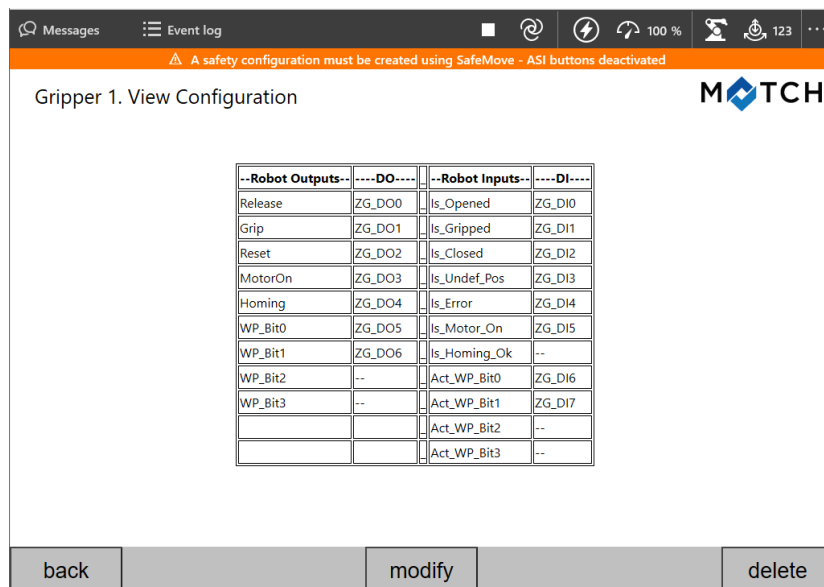 Messages Event log 100 % 123 ...
A safety configuration must be created using SafeMove - ASI buttons deactivated
Gripper 1. View Configuration MATCH
--Robot Outputs-- ----DO---- _ --Robot Inputs-- ----DI----
Release ZG_DO0 _ Is_Opened ZG_DI0
Grip ZG_DO1 _ Is_Gripped ZG_DI1
Reset ZG_DO2 _ Is_Closed ZG_DI2
MotorOn ZG_DO3 _ Is_Undef_Pos ZG_DI3
Homing ZG_DO4 _ Is_Error ZG_DI4
WP_Bit0 ZG_DO5 _ Is_Motor_On ZG_DI5
WP_Bit1 ZG_DO6 _ Is_Homing_Ok --
WP_Bit2 -- _ Act_WP_Bit0 ZG_DI6
WP_Bit3 -- _ Act_WP_Bit1 ZG_DI7
_ Act_WP_Bit2 --
_ Act_WP_Bit3 --
back modify delete